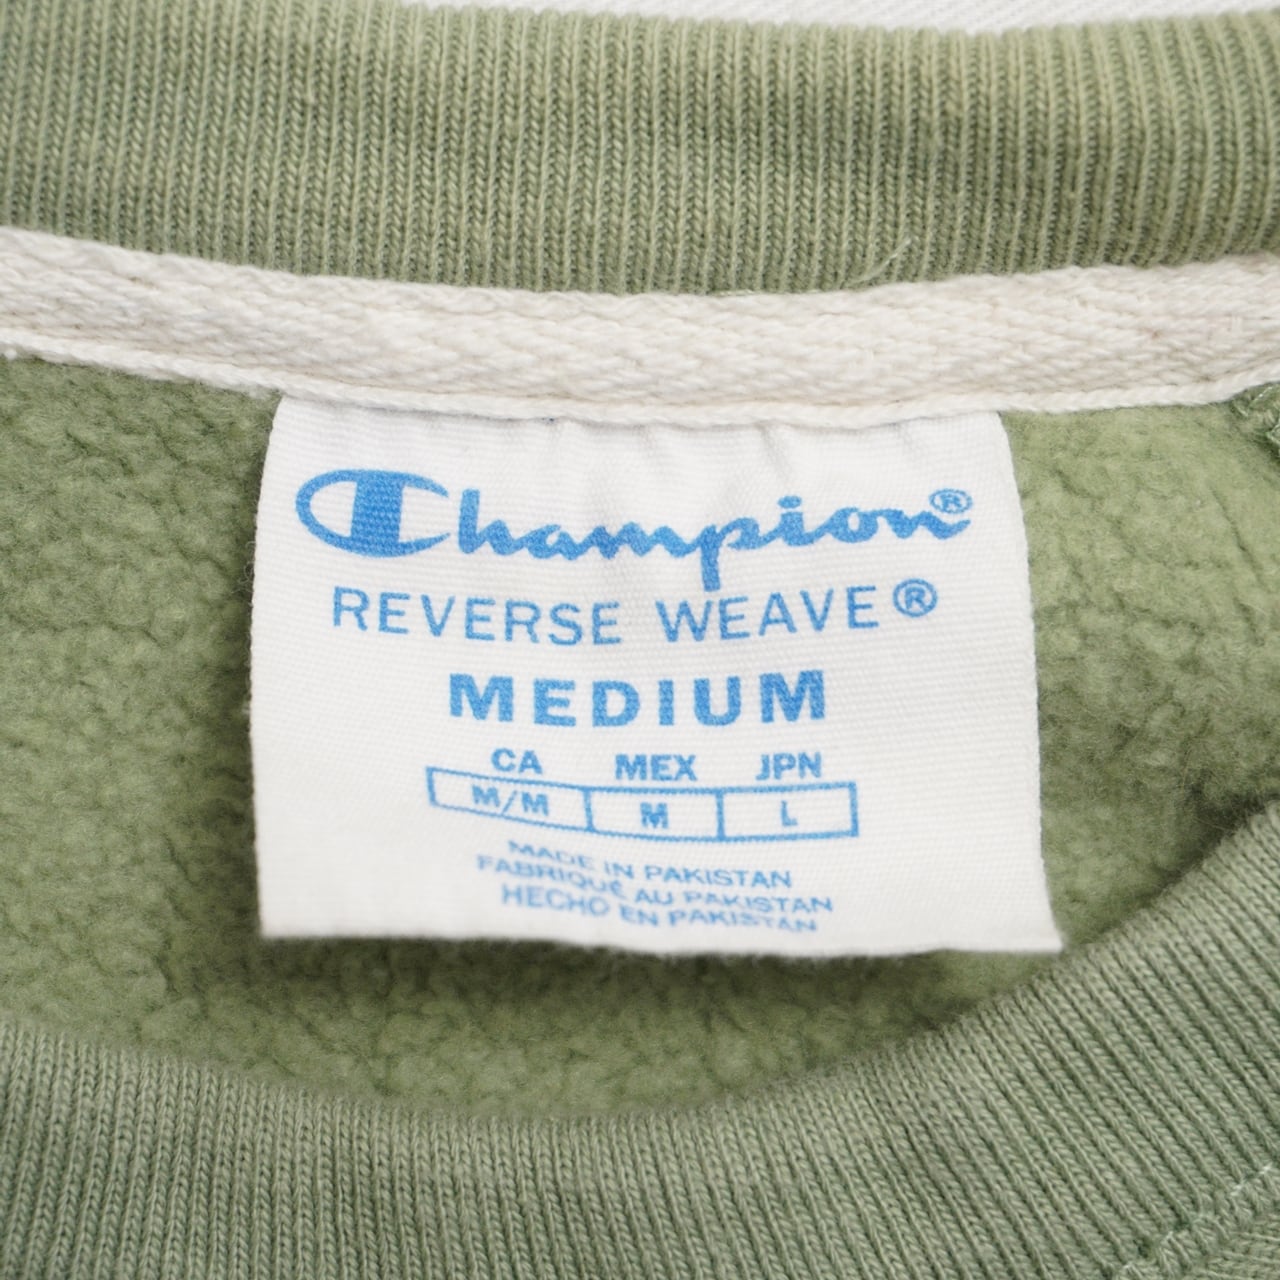 Champion®
REVERSE WEAVE®
MEDIUM
CA MEX JPN
M/M M L
MADE IN PAKISTAN
FABRIQUÉ AU PAKISTAN
HECHO EN PAKISTAN